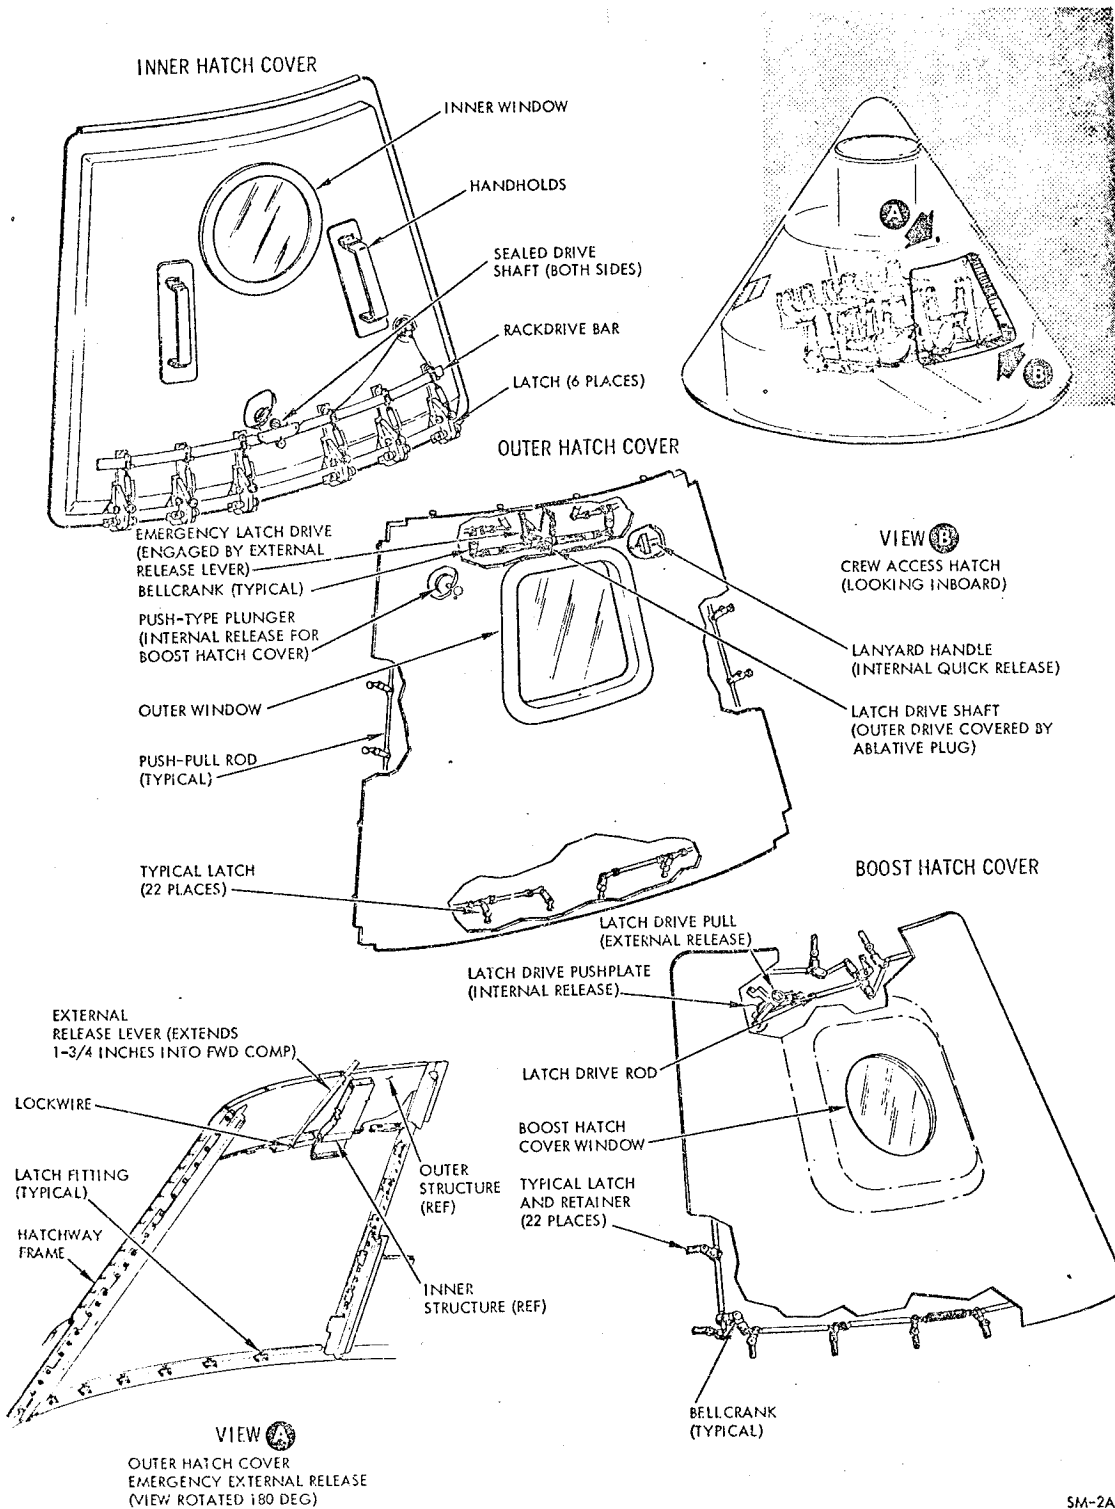 INNER HATCH COVER
INNER WINDOW
HANDHOLDS
SEALED DRIVE
SHAFT (BOTH SIDES)
RACKDRIVE BAR
LATCH (6 PLACES)
A
B
OUTER HATCH COVER
EMERGENCY LATCH DRIVE
(ENGAGED BY EXTERNAL
RELEASE LEVER)
BELLCRANK (TYPICAL)
PUSH-TYPE PLUNGER
(INTERNAL RELEASE FOR
BOOST HATCH COVER)
OUTER WINDOW
PUSH-PULL ROD
(TYPICAL)
TYPICAL LATCH
(22 PLACES)
VIEW B
CREW ACCESS HATCH
(LOOKING INBOARD)
LANYARD HANDLE
(INTERNAL QUICK RELEASE)
LATCH DRIVE SHAFT
(OUTER DRIVE COVERED BY
ABLATIVE PLUG)
BOOST HATCH COVER
LATCH DRIVE PULL
(EXTERNAL RELEASE)
LATCH DRIVE PUSHPLATE
(INTERNAL RELEASE)
LATCH DRIVE ROD
BOOST HATCH
COVER WINDOW
TYPICAL LATCH
AND RETAINER
(22 PLACES)
BELLCRANK
(TYPICAL)
EXTERNAL
RELEASE LEVER (EXTENDS
1-3/4 INCHES INTO FWD COMP)
LOCKWIRE
LATCH FITTING
(TYPICAL)
HATCHWAY
FRAME
OUTER
STRUCTURE
(REF)
INNER
STRUCTURE (REF)
VIEW A
OUTER HATCH COVER
EMERGENCY EXTERNAL RELEASE
(VIEW ROTATED 180 DEG)
SM-2A